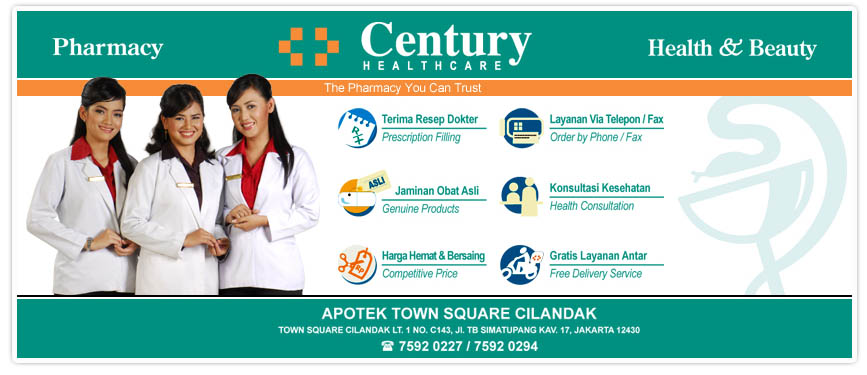 Pharmacy
Century
HEALTHCARE
Health & Beauty
The Pharmacy You Can Trust
Terima Resep Dokter
Prescription Filling
Layanan Via Telepon / Fax
Order by Phone / Fax
ASLI
Jaminan Obat Asli
Genuine Products
Konsultasi Kesehatan
Health Consultation
Rp
Harga Hemat & Bersaing
Competitive Price
Gratis Layanan Antar
Free Delivery Service
APOTEK TOWN SQUARE CILANDAK
TOWN SQUARE CILANDAK LT. 1 NO. C143, Jl. TB SIMATUPANG KAV. 17, JAKARTA 12430
☎ 7592 0227 / 7592 0294